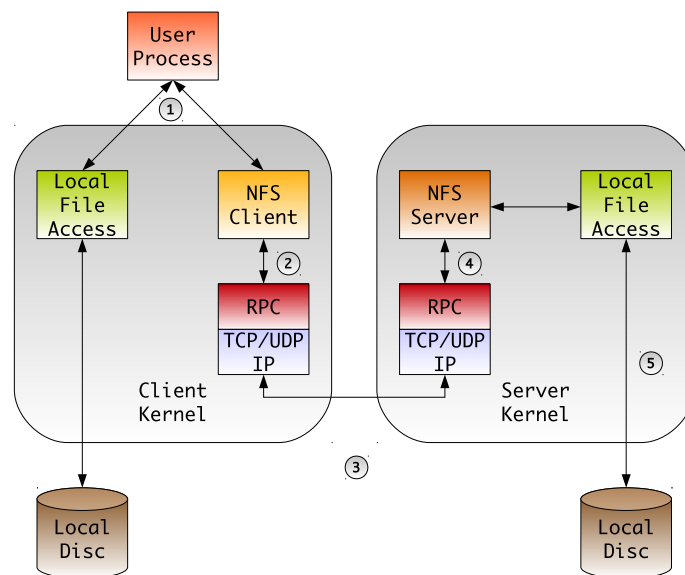 User
Process
1
Local
File
Access
NFS
Client
NFS
Server
Local
File
Access
2
4
RPC
TCP/UDP
IP
RPC
TCP/UDP
IP
5
Client
Kernel
Server
Kernel
3
Local
Disc
Local
Disc